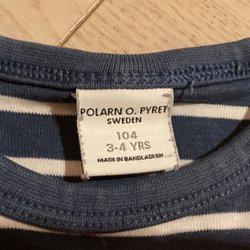 POLARN O. PYRET
SWEDEN
104
3-4 YRS
MADE IN BANGLADESH